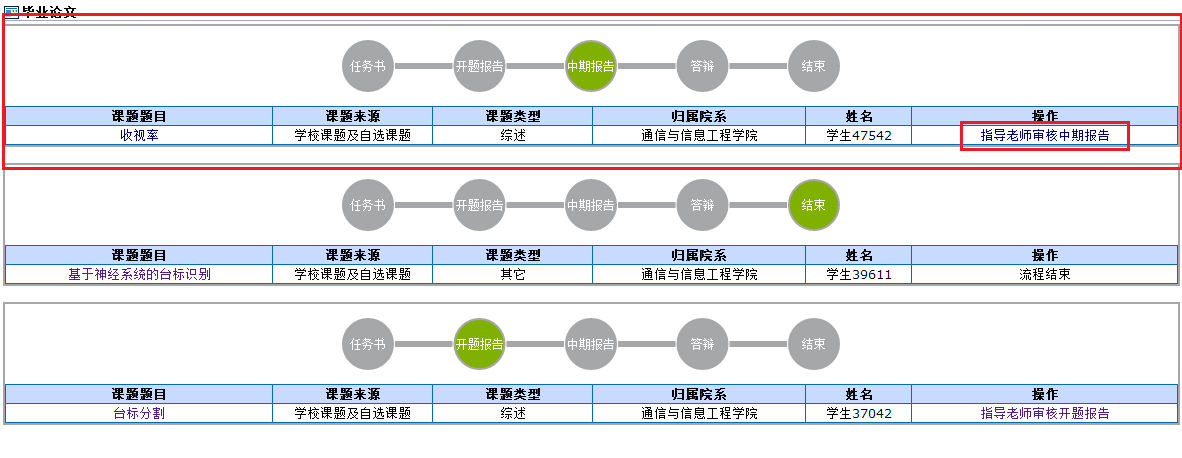 毕业论文
任务书 开题报告 中期报告 答辩 结束
课题题目 课题来源 课题类型 归属院系 姓名 操作
收视率 学校课题及自选课题 综述 通信与信息工程学院 学生47542 指导老师审核中期报告
任务书 开题报告 中期报告 答辩 结束
课题题目 课题来源 课题类型 归属院系 姓名 操作
基于神经系统的台标识别 学校课题及自选课题 其它 通信与信息工程学院 学生39611 流程结束
任务书 开题报告 中期报告 答辩 结束
课题题目 课题来源 课题类型 归属院系 姓名 操作
台标分割 学校课题及自选课题 综述 通信与信息工程学院 学生37042 指导老师审核开题报告